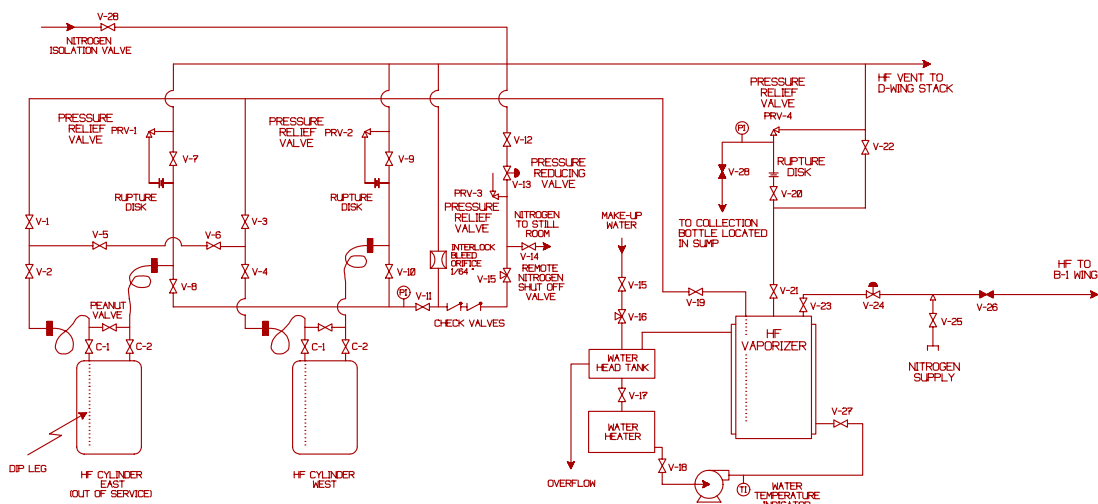 V-28
NITROGEN
ISOLATION VALVE
HF VENT TO
D-WING STACK
PRESSURE
RELIEF
VALVE
PRV-1
V-7
RUPTURE
DISK
PRESSURE
RELIEF
VALVE
PRV-2
V-9
RUPTURE
DISK
V-12
PRESSURE
REDUCING
VALVE
V-13
PRV-3
PRESSURE
RELIEF
VALVE
NITROGEN
TO STILL
ROOM
V-14
INTERLOCK
BLEED
ORIFICE
1/64"
V-15
REMOTE
NITROGEN
SHUT OFF
VALVE
PRESSURE
RELIEF
VALVE
PRV-4
PI
V-28
V-22
RUPTURE
DISK
V-20
TO COLLECTION
BOTTLE LOCATED
IN SUMP
MAKE-UP
WATER
V-1
V-3
V-5
V-6
V-2
V-4
V-8
V-10
PI
V-11
CHECK VALVES
PEANUT
VALVE
C-1
C-2
C-1
C-2
V-15
V-16
V-19
V-21
V-23
V-24
V-25
V-26
HF TO
B-1 WING
NITROGEN
SUPPLY
HF
VAPORIZER
WATER
HEAD TANK
V-17
WATER
HEATER
V-18
V-27
TI
WATER
TEMPERATURE
INDICATOR
OVERFLOW
DIP LEG
HF CYLINDER
EAST
(OUT OF SERVICE)
HF CYLINDER
WEST